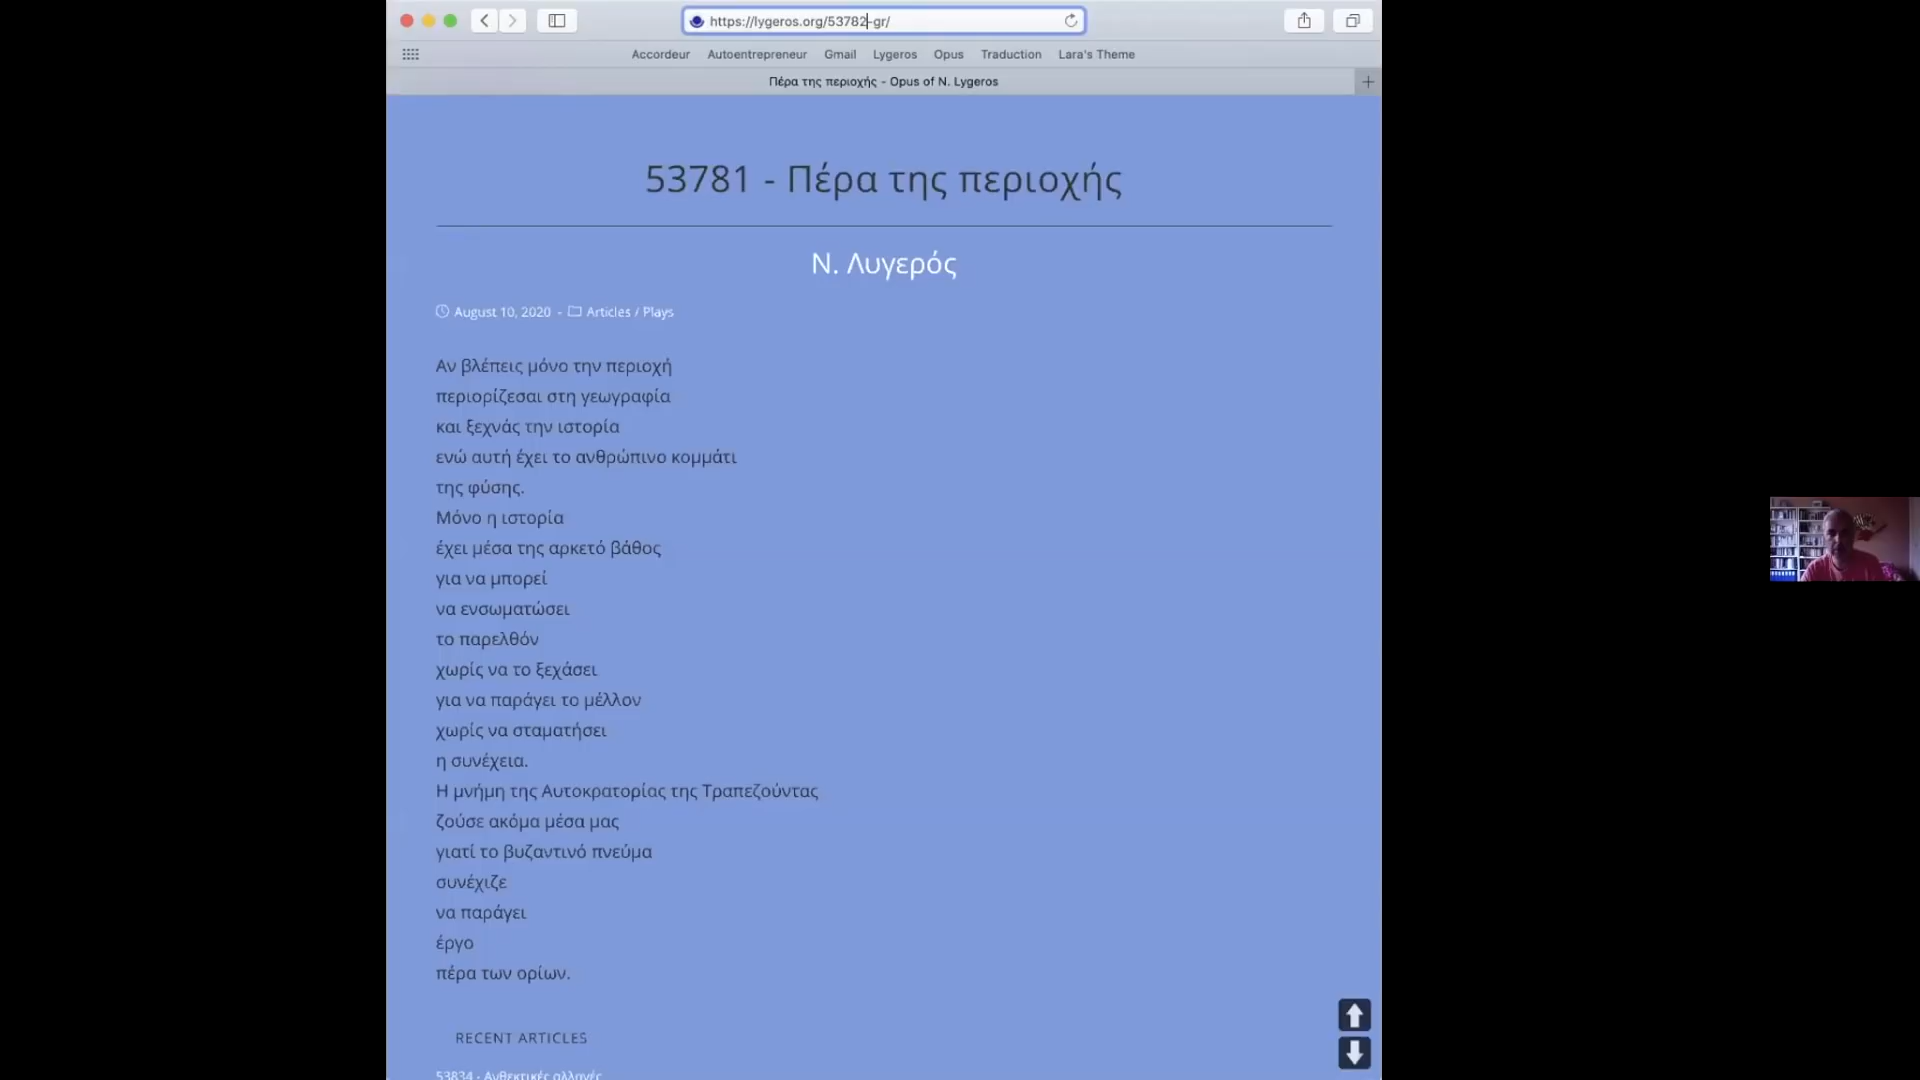 https://lygeros.org/53782-gr/
Accordeur Autoentrepreneur Gmail Lygeros Opus Traduction Lara's Theme
Πέρα της περιοχής - Opus of N. Lygeros
53781 - Πέρα της περιοχής
Ν. Λυγερός
August 10, 2020 - Articles / Plays
Αν βλέπεις μόνο την περιοχή
περιορίζεσαι στη γεωγραφία
και ξεχνάς την ιστορία
ενώ αυτή έχει το ανθρώπινο κομμάτι
της φύσης.
Μόνο η ιστορία
έχει μέσα της αρκετό βάθος
για να μπορεί
να ενσωματώσει
το παρελθόν
χωρίς να το ξεχάσει
για να παράγει το μέλλον
χωρίς να σταματήσει
η συνέχεια.
Η μνήμη της Αυτοκρατορίας της Τραπεζούντας
ζούσε ακόμα μέσα μας
γιατί το βυζαντινό πνεύμα
συνέχιζε
να παράγει
έργο
πέρα των ορίων.
RECENT ARTICLES
53834 - Ανθεκτικές αλλαγές